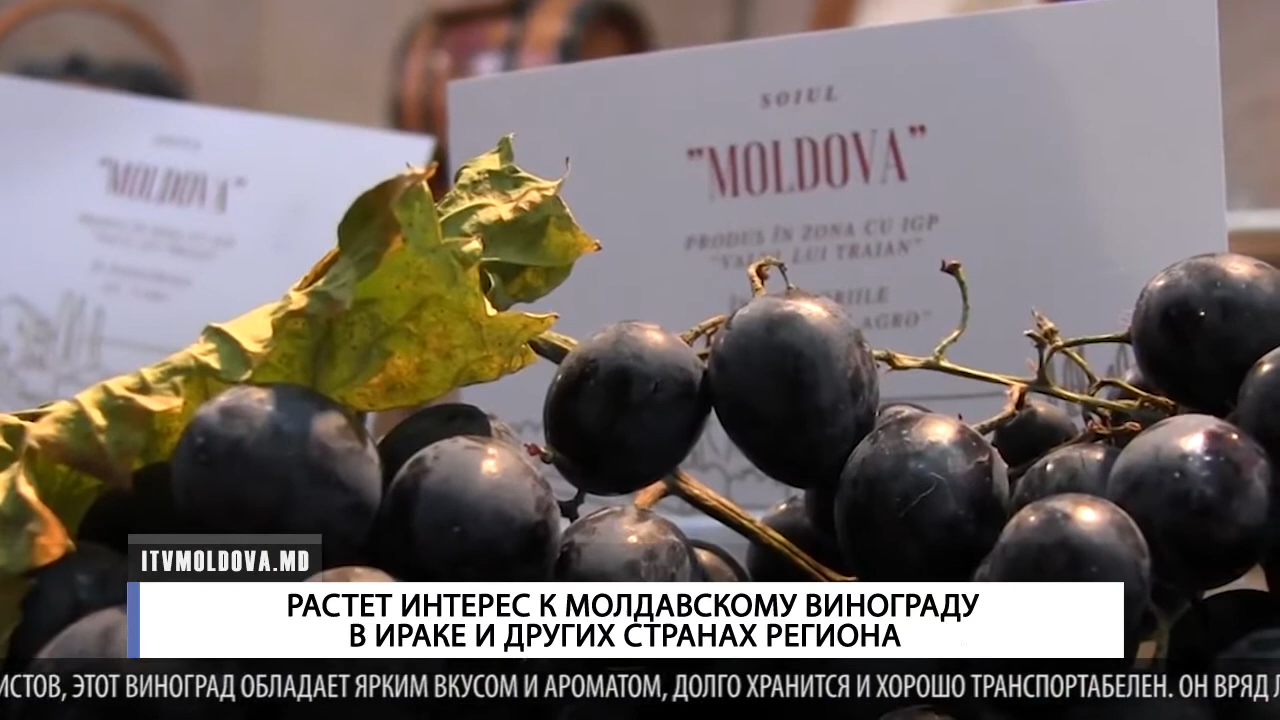 SOIUL
"MOLDOVA"
PRODUS ÎN ZONA CU IGP
LUI TRAIAN"
AGRO"
"MOLDOVA"
ITVMOLDOVA.MD
РАСТЕТ ИНТЕРЕС К МОЛДАВСКОМУ ВИНОГРАДУ
В ИРАКЕ И ДРУГИХ СТРАНАХ РЕГИОНА
ИСТОВ, ЭТОТ ВИНОГРАД ОБЛАДАЕТ ЯРКИМ ВКУСОМ И АРОМАТОМ, ДОЛГО ХРАНИТСЯ И ХОРОШО ТРАНСПОРТАБЕЛЕН. ОН ВРЯД Л